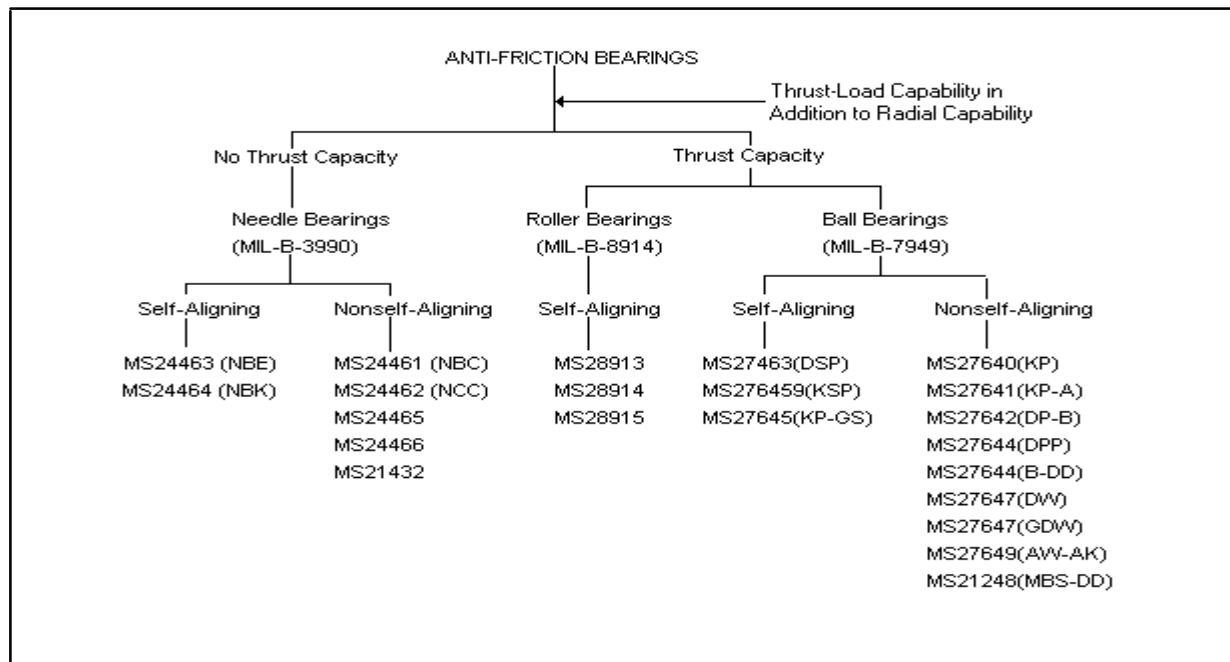 ANTI-FRICTION BEARINGS
Thrust-Load Capability in
Addition to Radial Capability
No Thrust Capacity
Thrust Capacity
Needle Bearings
(MIL-B-3990)
Roller Bearings
(MIL-B-8914)
Ball Bearings
(MIL-B-7949)
Self-Aligning
MS24463 (NBE)
MS24464 (NBK)
Nonself-Aligning
MS24461 (NBC)
MS24462 (NCC)
MS24465
MS24466
MS21432
Self-Aligning
MS28913
MS28914
MS28915
Self-Aligning
MS27463(DSP)
MS276459(KSP)
MS27645(KP-GS)
Nonself-Aligning
MS27640(KP)
MS27641(KP-A)
MS27642(DP-B)
MS27644(DPP)
MS27644(B-DD)
MS27647(DW)
MS27647(GDW)
MS27649(AW-AK)
MS21248(MBS-DD)